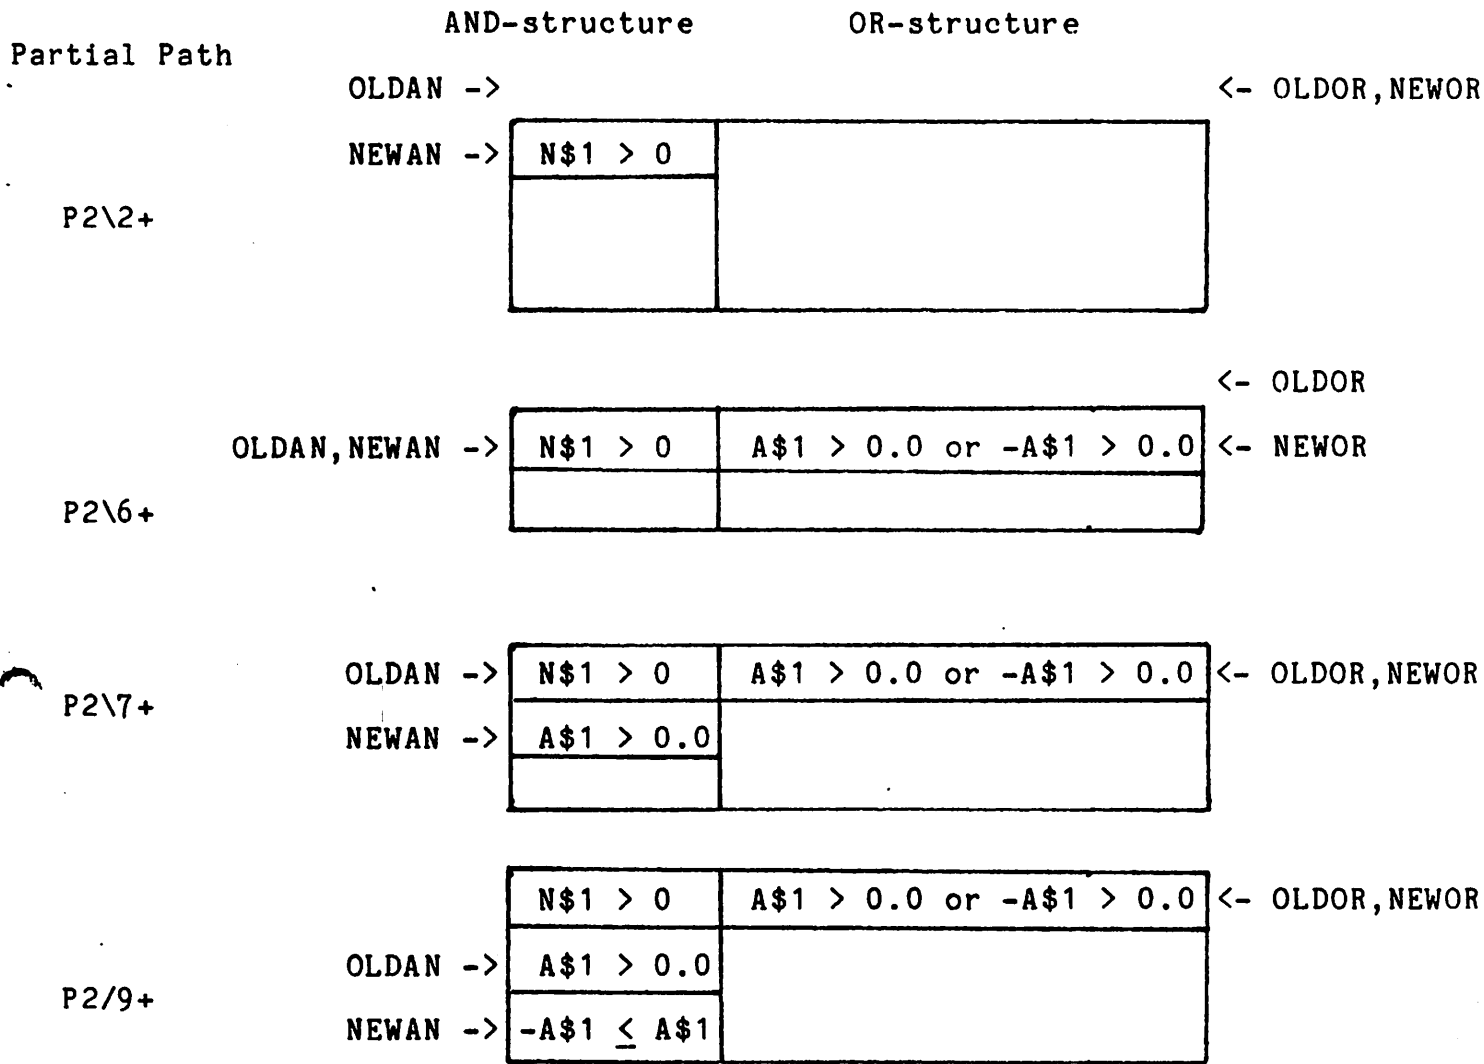 AND-structure OR-structure
Partial Path
OLDAN -> <- OLDOR,NEWOR
NEWAN -> N$1 > 0
P2\2+
<- OLDOR
OLDAN,NEWAN -> N$1 > 0 A$1 > 0.0 or -A$1 > 0.0 <- NEWOR
P2\6+
OLDAN -> N$1 > 0 A$1 > 0.0 or -A$1 > 0.0 <- OLDOR,NEWOR
P2\7+
NEWAN -> A$1 > 0.0
N$1 > 0 A$1 > 0.0 or -A$1 > 0.0 <- OLDOR,NEWOR
OLDAN -> A$1 > 0.0
P2/9+
NEWAN -> -A$1 ≤ A$1